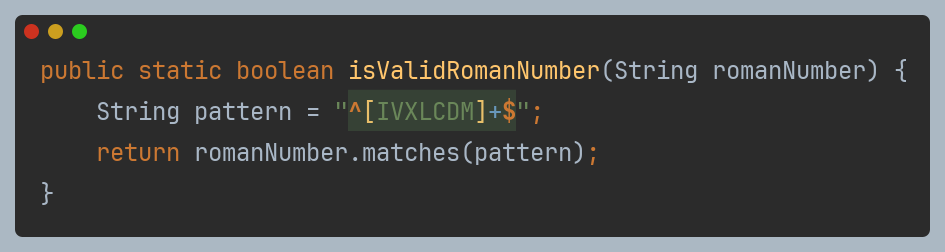 public static boolean isValidRomanNumber(String romanNumber) {
    String pattern = "^[IVXLCDM]+$";
    return romanNumber.matches(pattern);
}